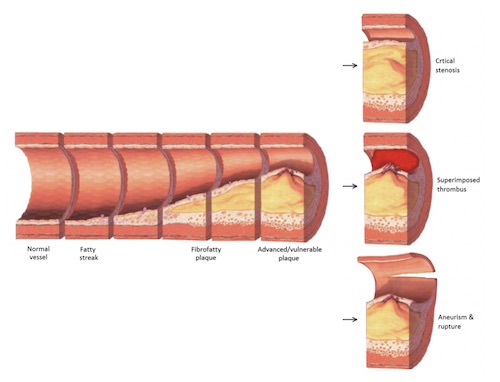 Crtical
stenosis
Superimposed
thrombus
Normal
vessel
Fatty
streak
Fibrofatty
plaque
Advanced/vulnerable
plaque
Aneurism &
rupture